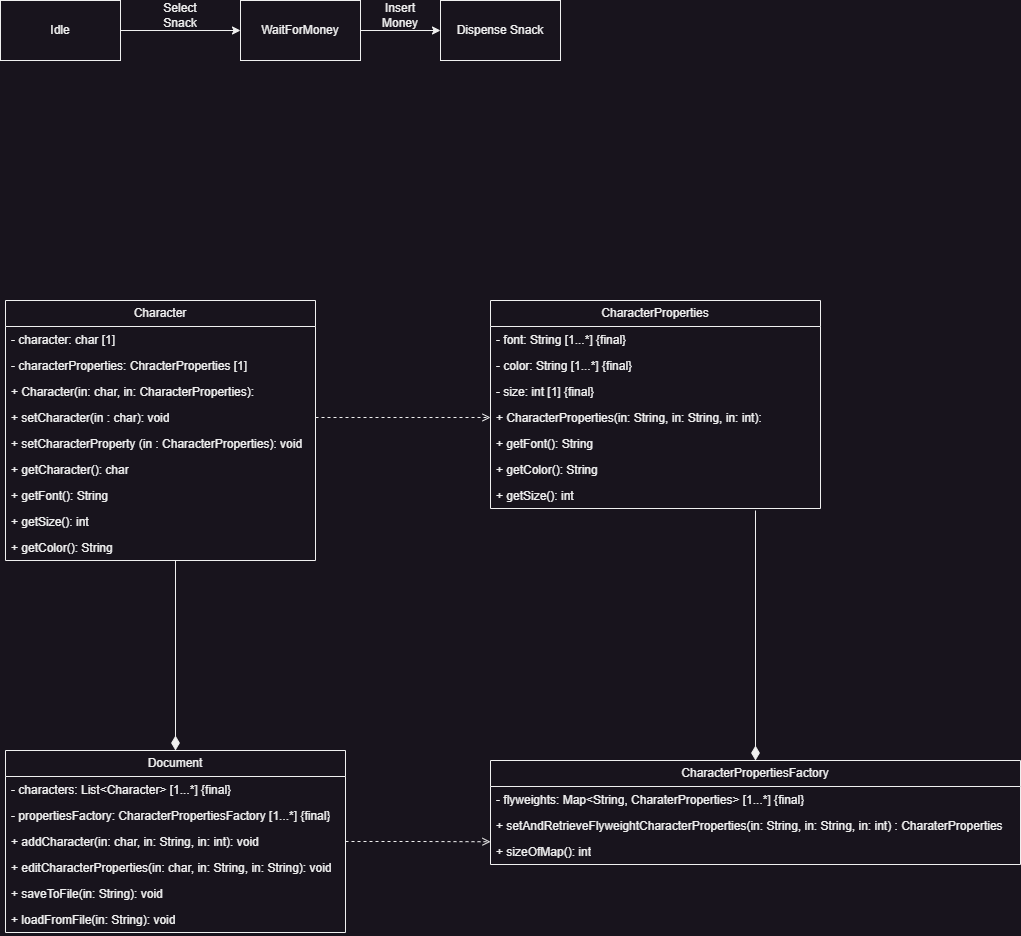 Idle
Select
Snack
WaitForMoney
Insert
Money
Dispense Snack
Character
- character: char [1]
- characterProperties: ChracterProperties [1]
+ Character(in: char, in: CharacterProperties):
+ setCharacter(in : char): void
+ setCharacterProperty (in : CharacterProperties): void
+ getCharacter(): char
+ getFont(): String
+ getSize(): int
+ getColor(): String
CharacterProperties
- font: String [1...*] {final}
- color: String [1...*] {final}
- size: int [1] {final}
+ CharacterProperties(in: String, in: String, in: int):
+ getFont(): String
+ getColor(): String
+ getSize(): int
Document
- characters: List<Character> [1...*] {final}
- propertiesFactory: CharacterPropertiesFactory [1...*] {final}
+ addCharacter(in: char, in: String, in: int): void
+ editCharacterProperties(in: char, in: String, in: String): void
+ saveToFile(in: String): void
+ loadFromFile(in: String): void
CharacterPropertiesFactory
- flyweights: Map<String, CharaterProperties> [1...*] {final}
+ setAndRetrieveFlyweightCharacterProperties(in: String, in: String, in: int) : CharaterProperties
+ sizeOfMap(): int